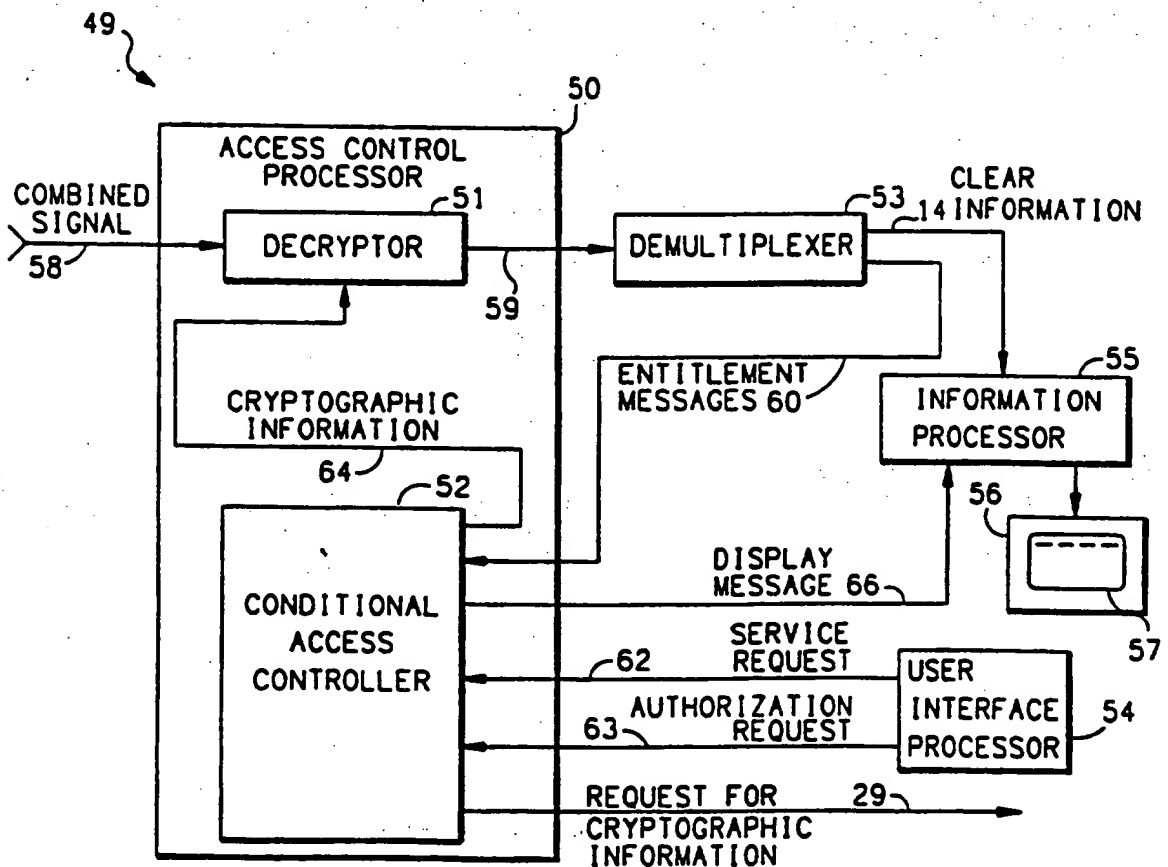 49
50
ACCESS CONTROL
PROCESSOR
COMBINED
SIGNAL
58
51
DECRYPTOR
59
53
DEMULTIPLEXER
CLEAR
14 INFORMATION
ENTITLEMENT
MESSAGES 60
55
INFORMATION
PROCESSOR
CRYPTOGRAPHIC
INFORMATION
64
52
CONDITIONAL
ACCESS
CONTROLLER
56
57
DISPLAY
MESSAGE 66
SERVICE
REQUEST
62
AUTHORIZATION
REQUEST
63
USER
INTERFACE
PROCESSOR
54
REQUEST FOR
CRYPTOGRAPHIC
INFORMATION
29